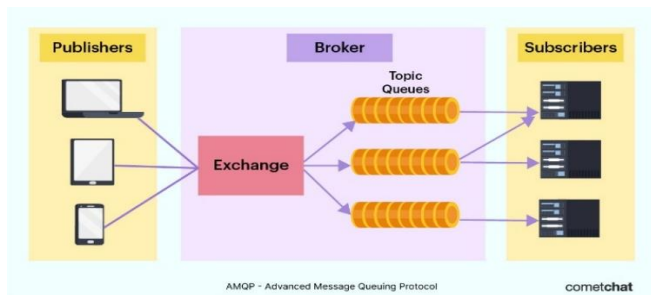 Publishers
Broker
Subscribers
Topic
Queues
Exchange
AMQP - Advanced Message Queuing Protocol
cometchat